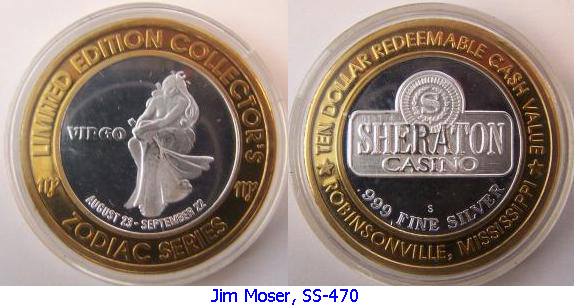 LIMITED EDITION COLLECTOR'S
VIRGO
AUGUST 23 - SEPTEMBER 22
ZODIAC SERIES
TEN DOLLAR REDEEMABLE CASH VALUE
S
SHERATON
CASINO
.999 FINE SILVER
S
ROBINSONVILLE, MISSISSIPPI
Jim Moser, SS-470